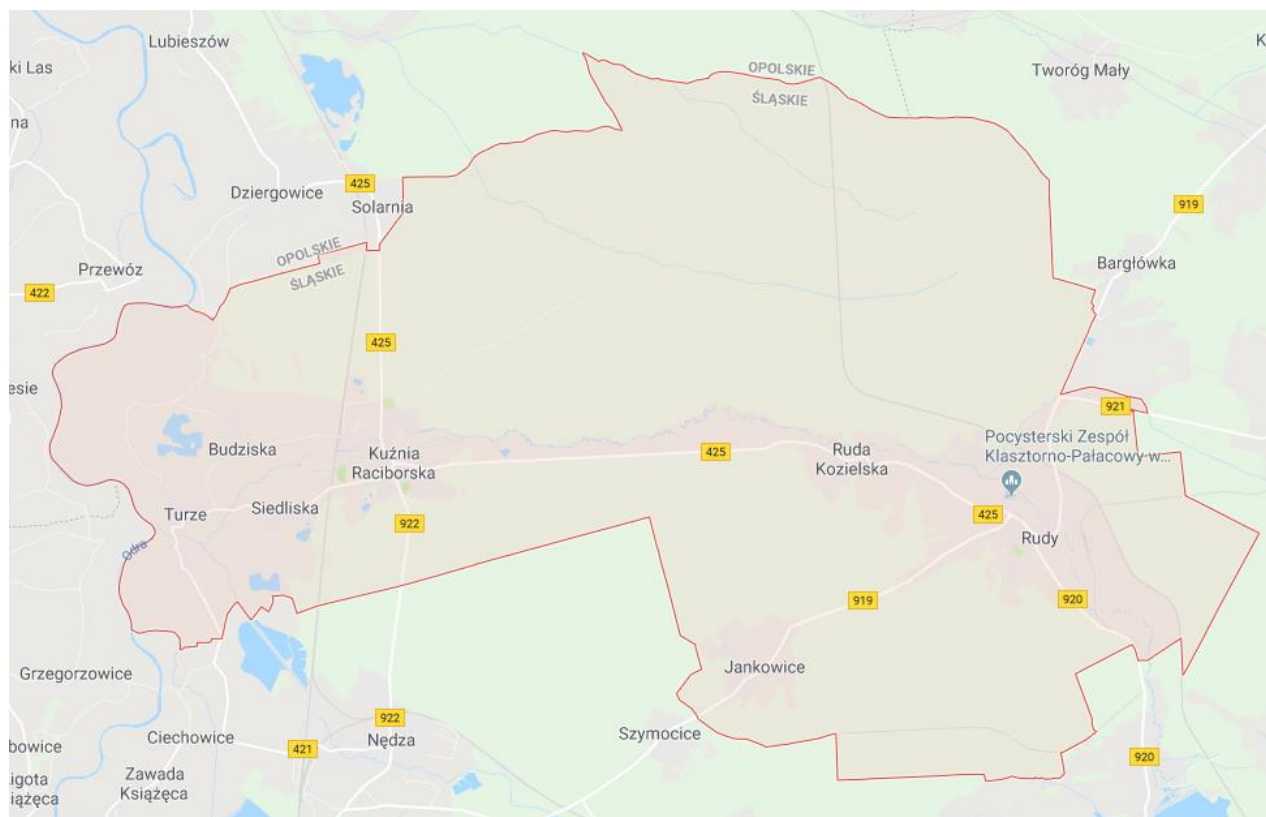 Lubieszów
K
OPOLSKIE
ki Las
Tworóg Mały
ŚLĄSKIE
na
425
Dziergowice
Solarnia
919
OPOLSKIE
Bargłówka
Przewóz
ŚLĄSKIE
422
425
esie
921
Pocysterski Zespół
Klasztorno-Pałacowy w...
Budziska
Kuźnia
Raciborska
425
Ruda
Kozielska
Siedliska
Turze
922
425
Rudy
Odra
919
920
Jankowice
Grzegorzowice
922
Szymocice
Ciechowice
Nędza
bowice
421
920
Zawada
Książęca
ligota
iążęca